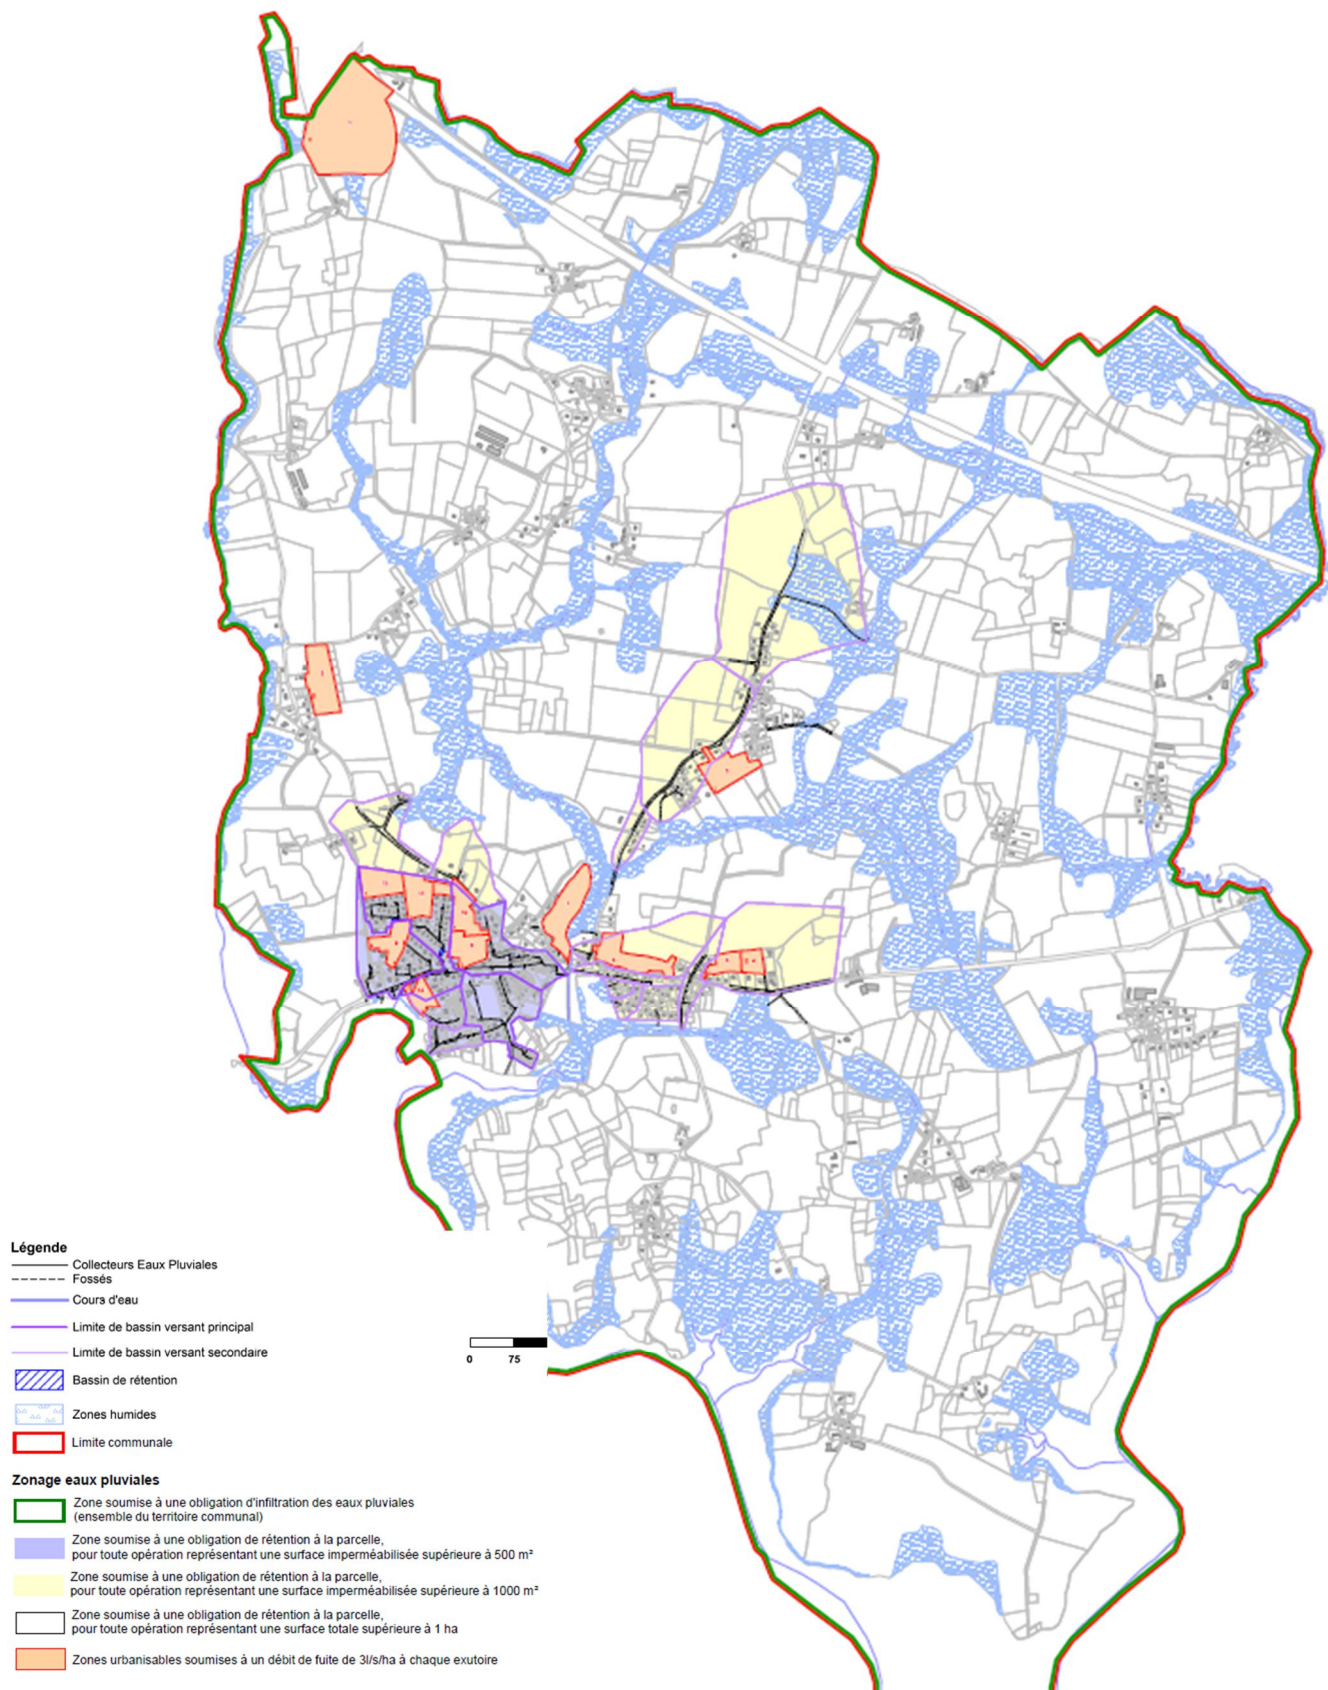 Légende
Collecteurs Eaux Pluviales
Fossés
Cours d'eau
Limite de bassin versant principal
Limite de bassin versant secondaire
Bassin de rétention
Zones humides
Limite communale
0 75
Zonage eaux pluviales
Zone soumise à une obligation d'infiltration des eaux pluviales
(ensemble du territoire communal)
Zone soumise à une obligation de rétention à la parcelle,
pour toute opération représentant une surface imperméabilisée supérieure à 500 m²
Zone soumise à une obligation de rétention à la parcelle,
pour toute opération représentant une surface imperméabilisée supérieure à 1000 m²
Zone soumise à une obligation de rétention à la parcelle,
pour toute opération représentant une surface totale supérieure à 1 ha
Zones urbanisables soumises à un débit de fuite de 3l/s/ha à chaque exutoire